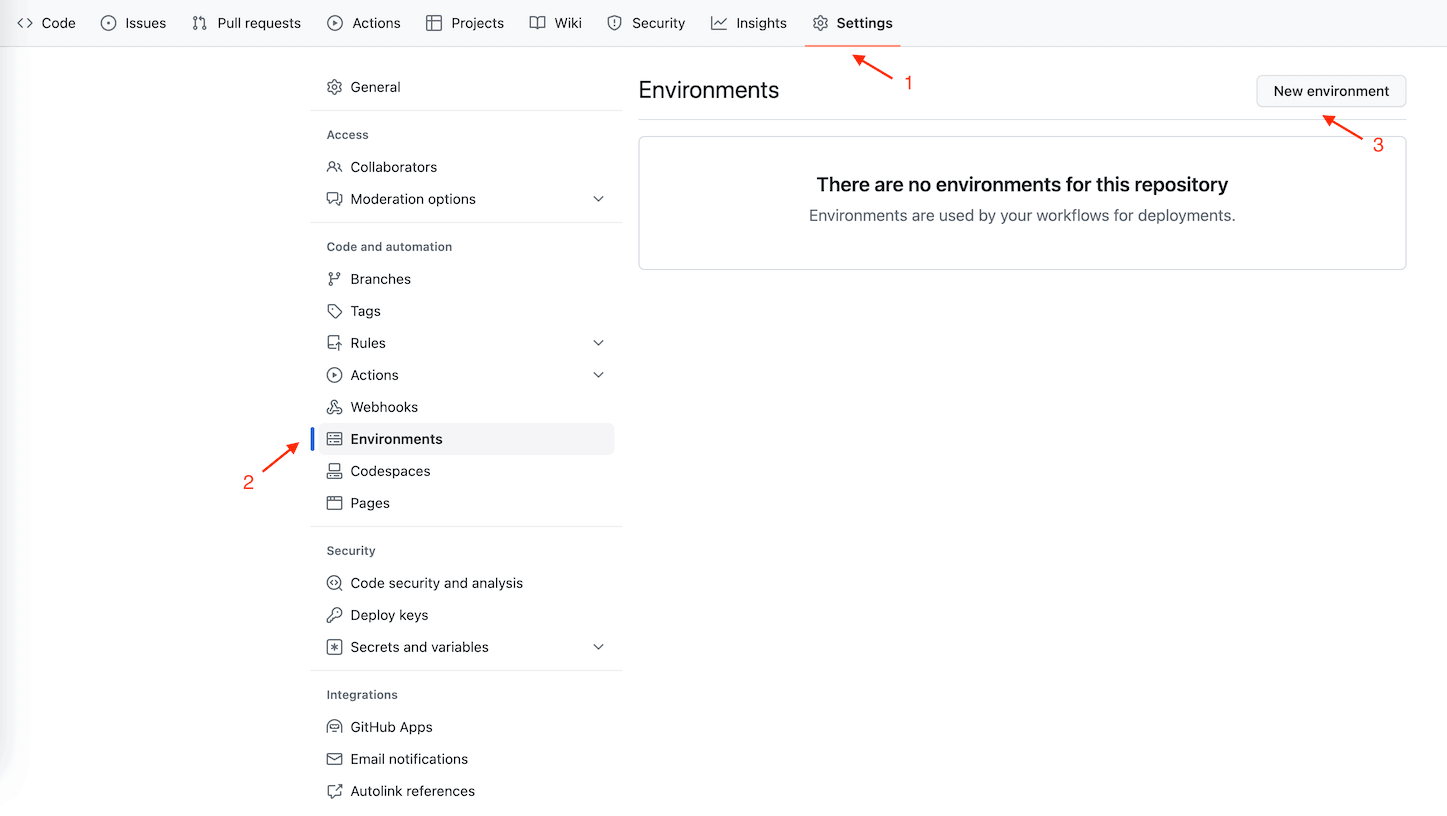 Code Issues Pull requests Actions Projects Wiki Security Insights Settings
1
General
Access
Collaborators
Moderation options
Code and automation
Branches
Tags
Rules
Actions
Webhooks
Environments
2
Codespaces
Pages
Security
Code security and analysis
Deploy keys
Secrets and variables
Integrations
GitHub Apps
Email notifications
Autolink references
Environments
New environment
3
There are no environments for this repository
Environments are used by your workflows for deployments.